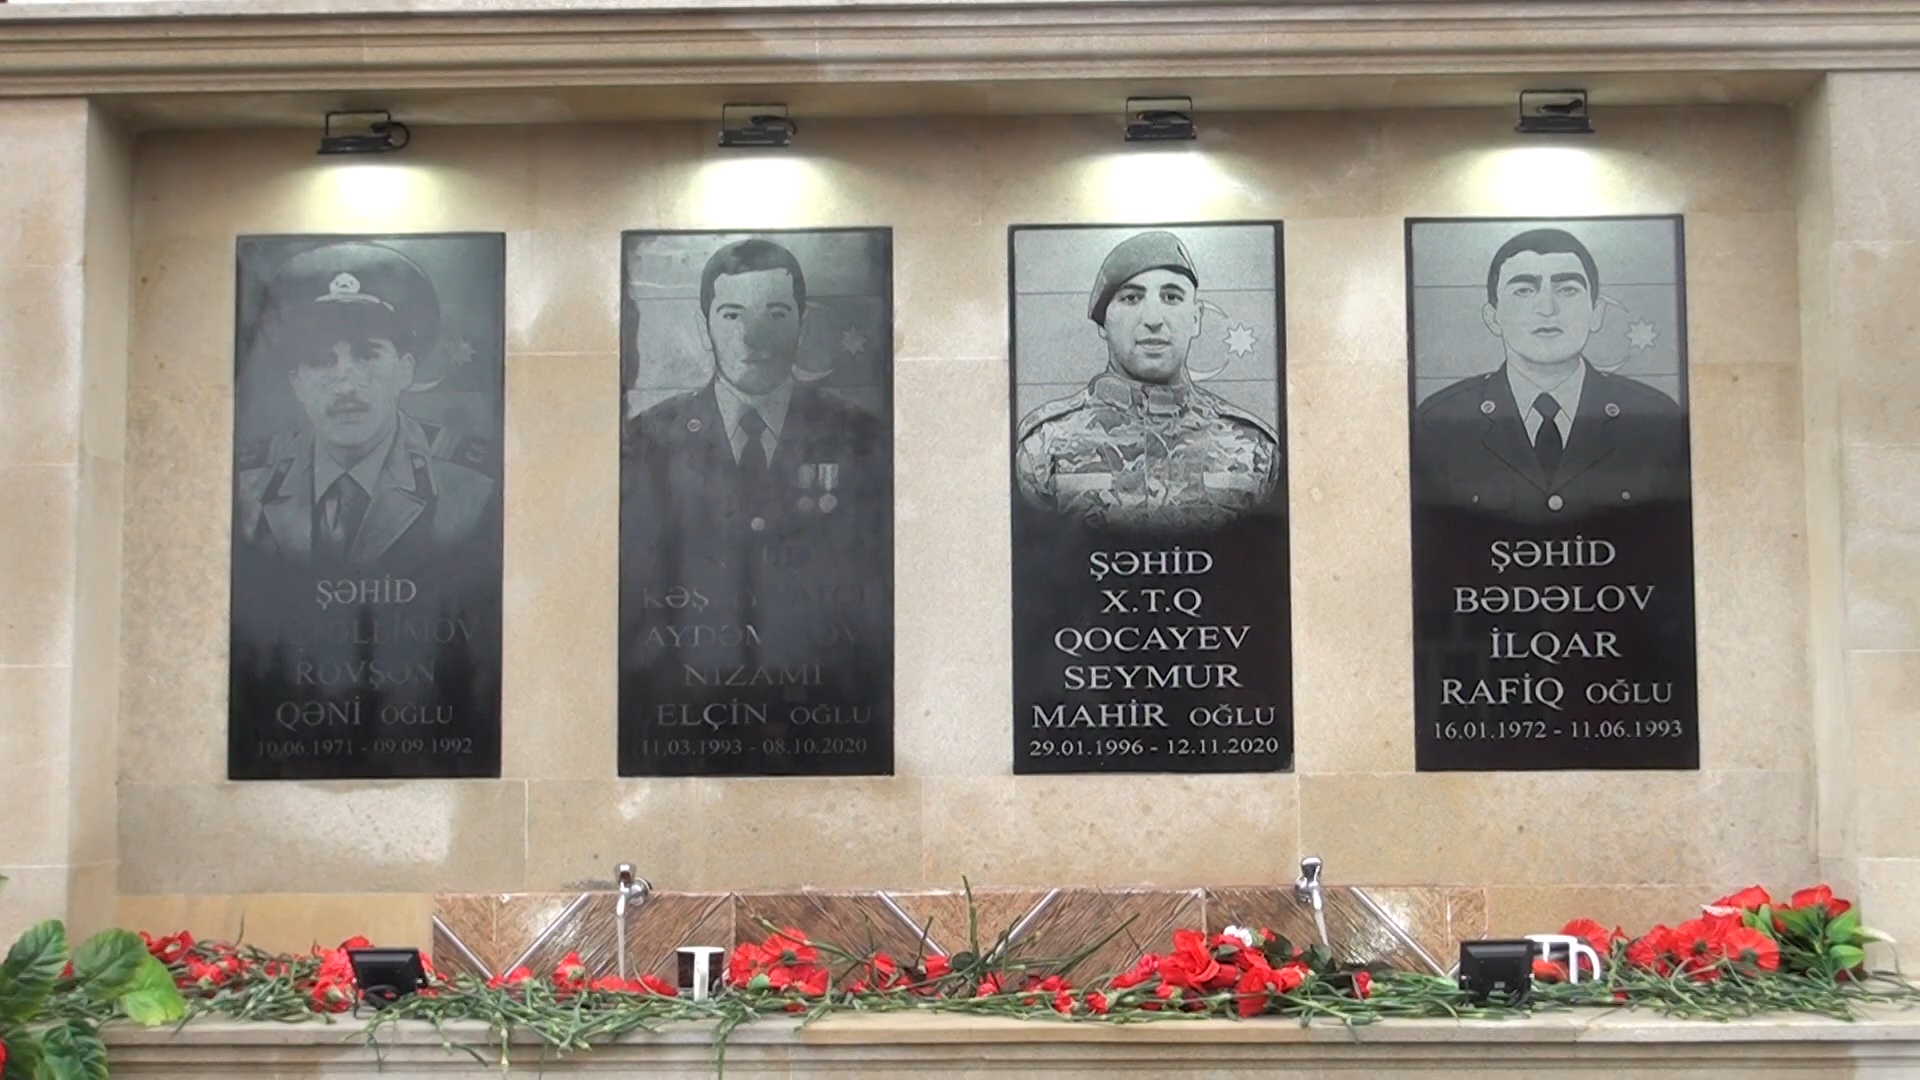 ŞƏHİD
RÖVŞƏN
QƏNİ OĞLU
10.06.1971 - 09.09.1992
NİZAMİ
ELÇİN OĞLU
11.03.1993 - 08.10.2020
ŞƏHİD
X.T.Q
QOCAYEV
SEYMUR
MAHİR OĞLU
29.01.1996 - 12.11.2020
ŞƏHİD
BƏDƏLOV
İLQAR
RAFİQ OĞLU
16.01.1972 - 11.06.1993